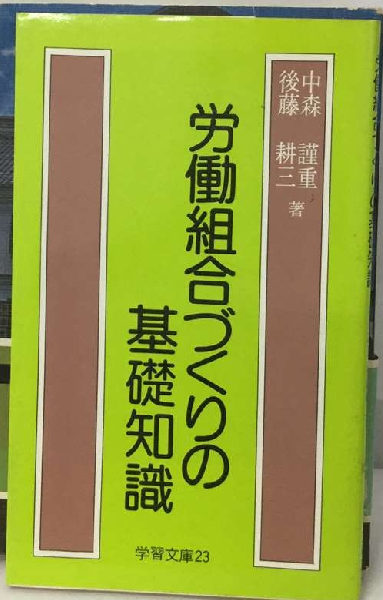 中森 謹重
後藤 耕三 著
労働組合づくりの
基礎知識
学習文庫23